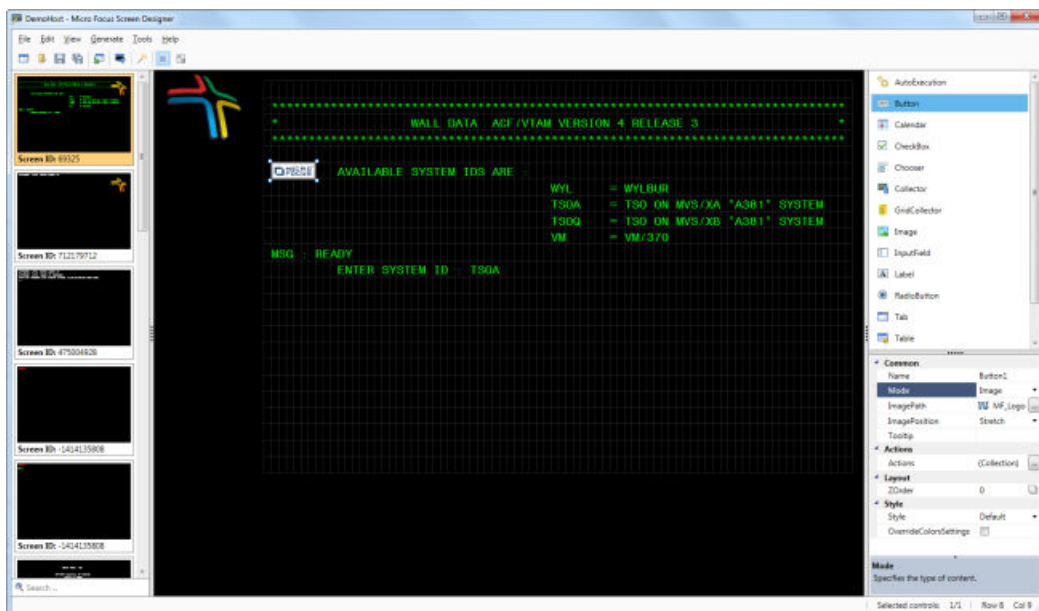 DemoHost - Micro Focus Screen Designer
File Edit View Generate Tools Help
Screen ID: 69325
Screen ID: 712179712
Screen ID: 475004928
Screen ID: -1414135808
Screen ID: -1414135808
Search...
* WALL DATA ACF/VTAM VERSION 4 RELEASE 3 *
AVAILABLE SYSTEM IDS ARE :
WYL = WYLBUR
TSOA = TSO ON MVS/XA "A381" SYSTEM
TSOQ = TSO ON MVS/XB "A381" SYSTEM
VM = VM/370
MSG : READY
ENTER SYSTEM ID : TSOA
AutoExecution
Button
Calendar
CheckBox
Chooser
Collector
GridCollector
Image
InputField
Label
RadioButton
Tab
Table
Common
Name Button1
Mode Image
ImagePath MF_Logo ...
ImagePosition Stretch
Tooltip
Actions
Actions (Collection) ...
Layout
ZOrder 0
Style
Style Default
OverrideColorsSettings
Mode
Specifies the type of content.
Selected controls: 1/1 Row 6 Col 9